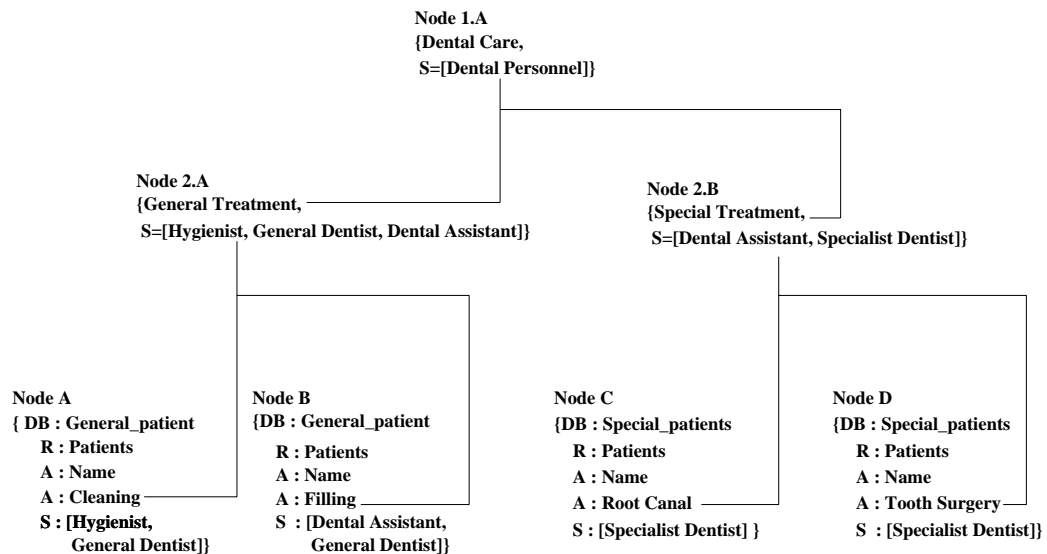 Node 1.A
{Dental Care,
S=[Dental Personnel]}
Node 2.A
{General Treatment,
S=[Hygienist, General Dentist, Dental Assistant]}
Node 2.B
{Special Treatment,
S=[Dental Assistant, Specialist Dentist]}
Node A
{ DB : General_patient
R : Patients
A : Name
A : Cleaning
S : [Hygienist,
General Dentist]}
Node B
{DB : General_patient
R : Patients
A : Name
A : Filling
S : [Dental Assistant,
General Dentist]}
Node C
{DB : Special_patients
R : Patients
A : Name
A : Root Canal
S : [Specialist Dentist] }
Node D
{DB : Special_patients
R : Patients
A : Name
A : Tooth Surgery
S : [Specialist Dentist]}